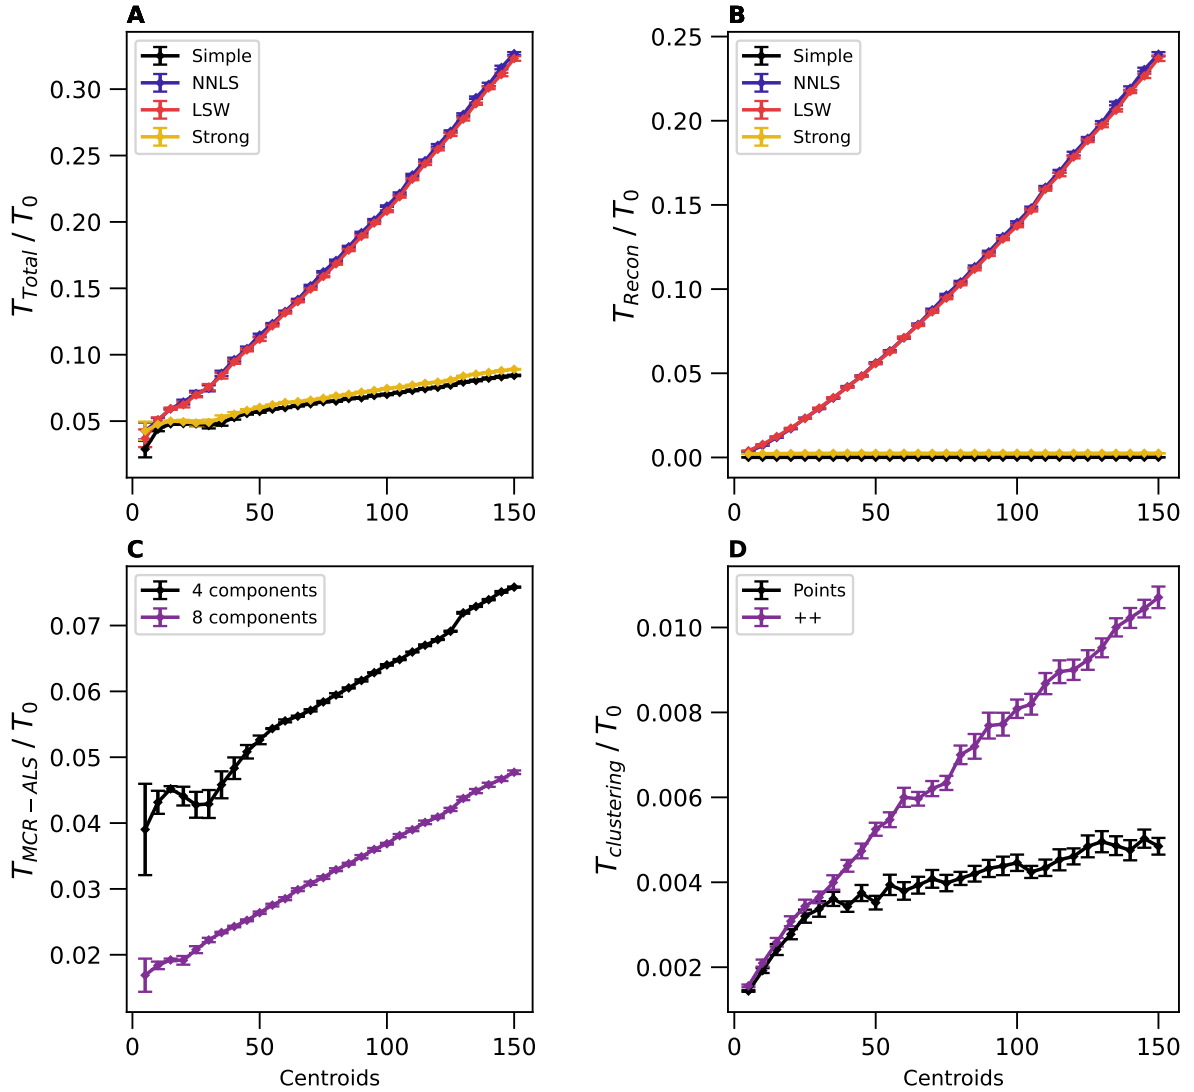 A
Simple
NNLS
LSW
Strong
0.30
0.25
0.20
0.15
0.10
0.05
T_Total / T_0
0
50
100
150
B
Simple
NNLS
LSW
Strong
0.25
0.20
0.15
0.10
0.05
0.00
T_Recon / T_0
0
50
100
150
C
4 components
8 components
0.07
0.06
0.05
0.04
0.03
0.02
T_MCR−ALS / T_0
0
50
100
150
Centroids
D
Points
++
0.010
0.008
0.006
0.004
0.002
T_clustering / T_0
0
50
100
150
Centroids